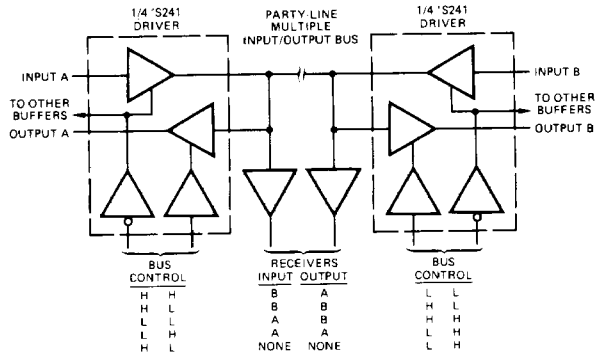 1/4 'S241
DRIVER
PARTY-LINE
MULTIPLE
INPUT/OUTPUT BUS
1/4 'S241
DRIVER
INPUT A
INPUT B
TO OTHER
BUFFERS
TO OTHER
BUFFERS
OUTPUT A
OUTPUT B
BUS
CONTROL
RECEIVERS
INPUT OUTPUT
BUS
CONTROL
H H B A L L
H L B B H L
L L A B H H
L H A A L H
H L NONE NONE H L